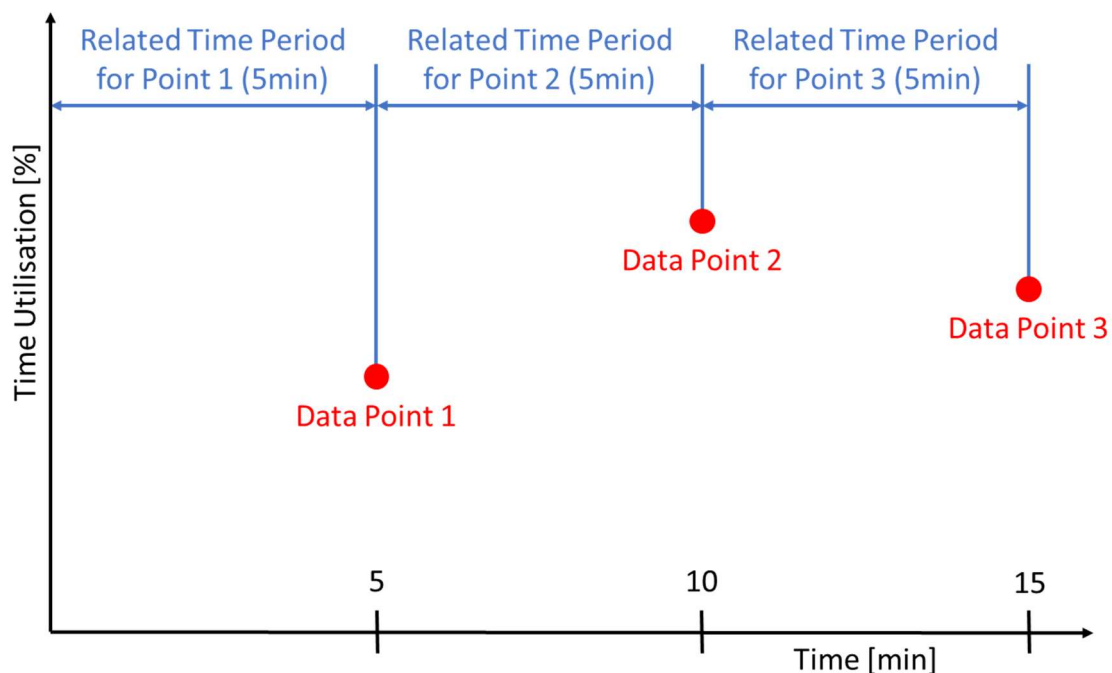 Related Time Period
for Point 1 (5min)
Related Time Period
for Point 2 (5min)
Related Time Period
for Point 3 (5min)
Time Utilisation [%]
Data Point 2
Data Point 3
Data Point 1
5
10
15
Time [min]